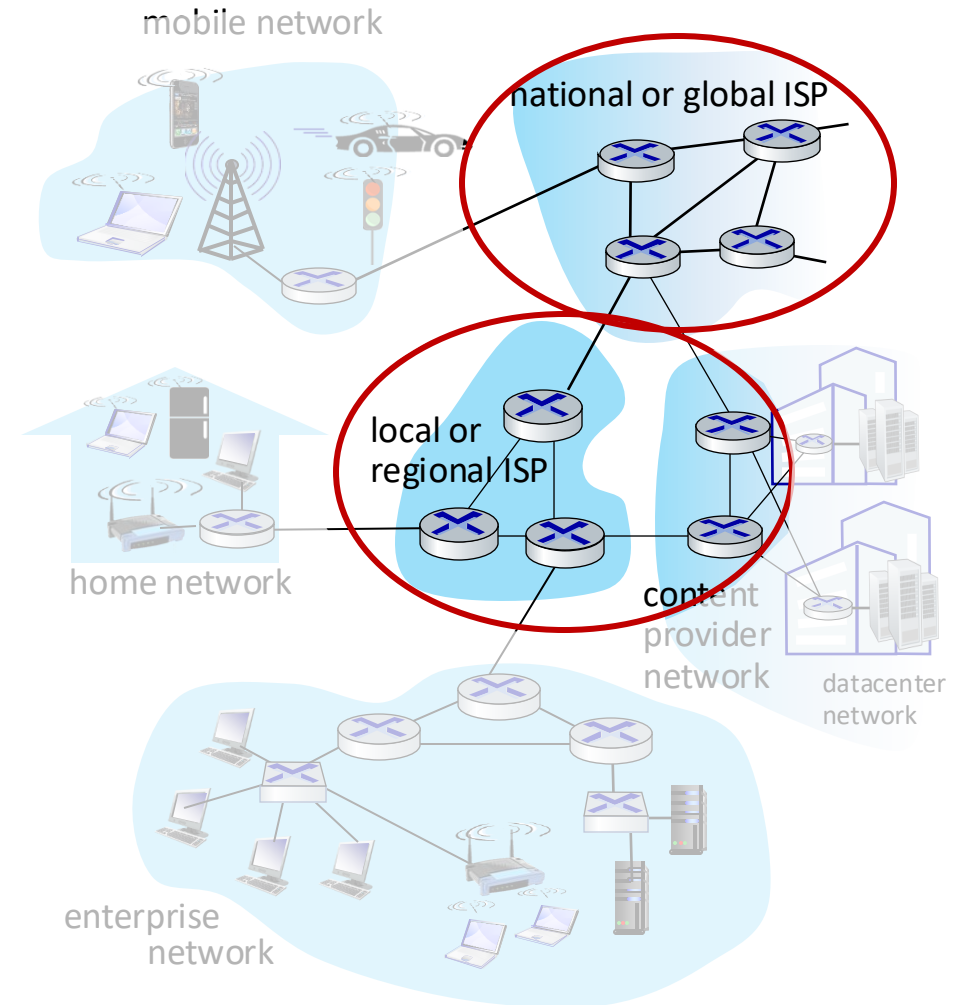 mobile network
national or global ISP
local or
regional ISP
home network
content
provider
network
datacenter
network
enterprise
network